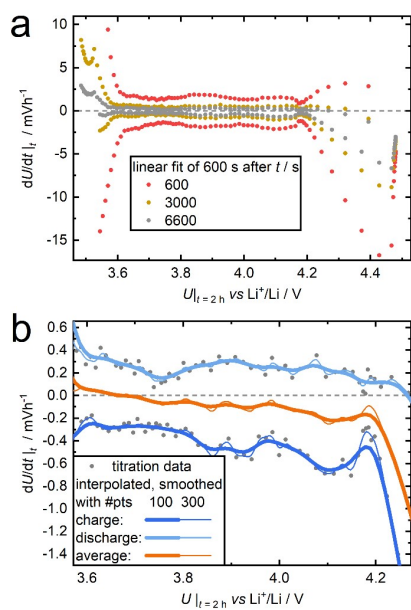 a
10
5
0
-5
-10
-15
dU/dt |t / mVh-1
linear fit of 600 s after t / s
600
3000
6600
3.6
3.8
4.0
4.2
4.4
U|t = 2 h vs Li+/Li / V
b
0.6
0.4
0.2
0.0
-0.2
-0.4
-0.6
-0.8
-1.0
-1.2
-1.4
dU/dt |t / mVh-1
titration data
interpolated, smoothed
with #pts 100 300
charge:
discharge:
average:
3.6
3.8
4.0
4.2
U |t = 2 h vs Li+/Li / V